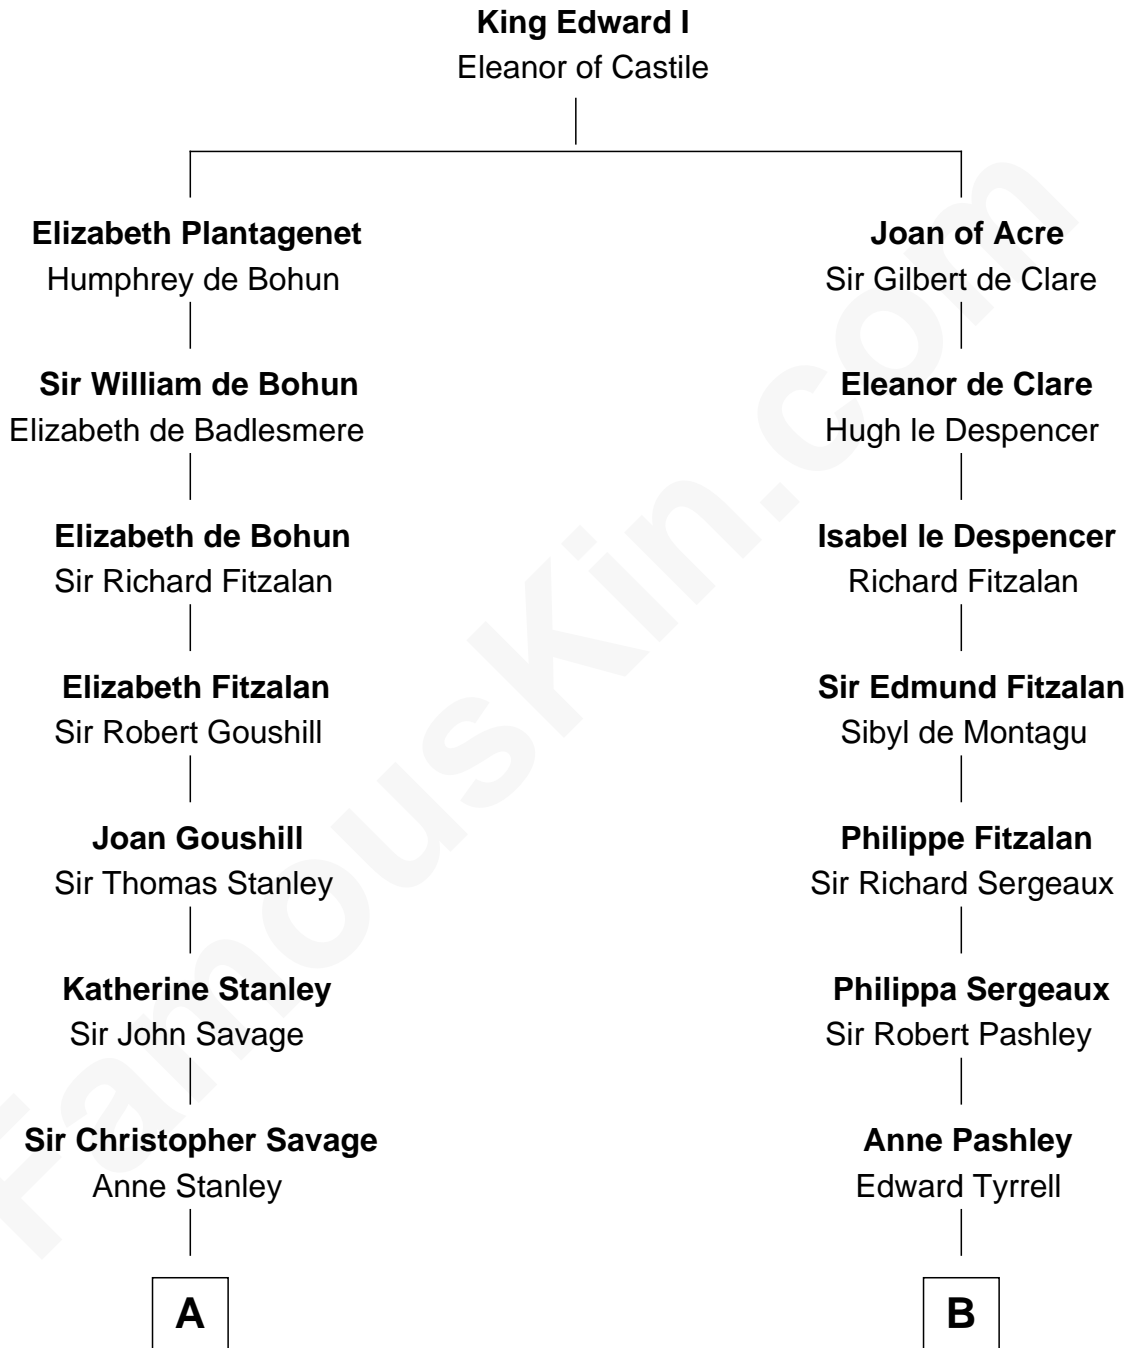 King Edward I
Eleanor of Castile
Elizabeth Plantagenet
Humphrey de Bohun
Joan of Acre
Sir Gilbert de Clare
Sir William de Bohun
Elizabeth de Badlesmere
Eleanor de Clare
Hugh le Despencer
Elizabeth de Bohun
Sir Richard Fitzalan
Isabel le Despencer
Richard Fitzalan
Elizabeth Fitzalan
Sir Robert Goushill
Sir Edmund Fitzalan
Sibyl de Montagu
Joan Goushill
Sir Thomas Stanley
Philippe Fitzalan
Sir Richard Sergeaux
Katherine Stanley
Sir John Savage
Philippa Sergeaux
Sir Robert Pashley
Sir Christopher Savage
Anne Stanley
Anne Pashley
Edward Tyrrell
A
B
FamousKin.com